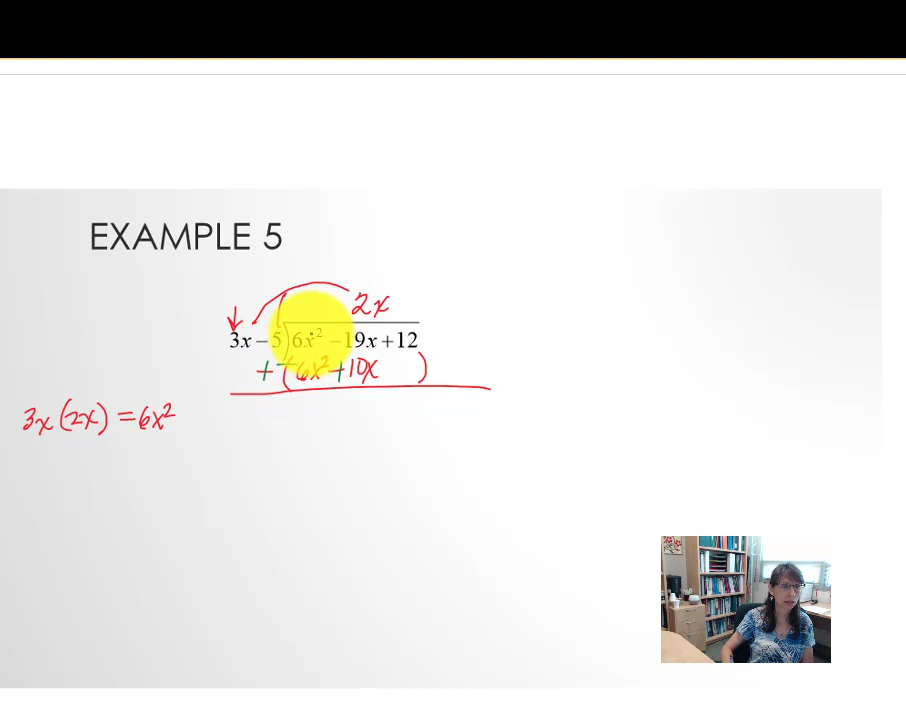 EXAMPLE 5
2x
3x − 5)6x² − 19x + 12
+ −(6x² + 10x )
3x(2x) = 6x²